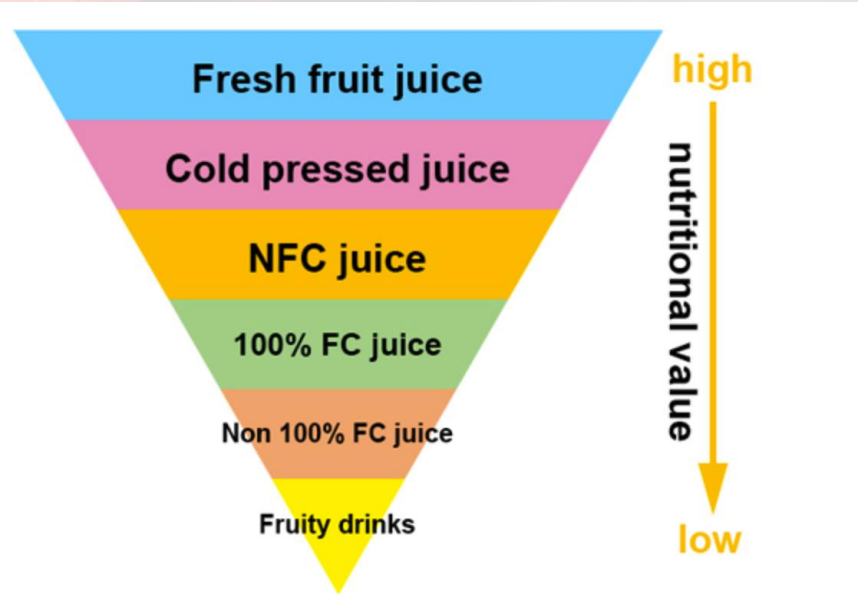 Fresh fruit juice
Cold pressed juice
NFC juice
100% FC juice
Non 100% FC juice
Fruity drinks
high
nutritional value
low